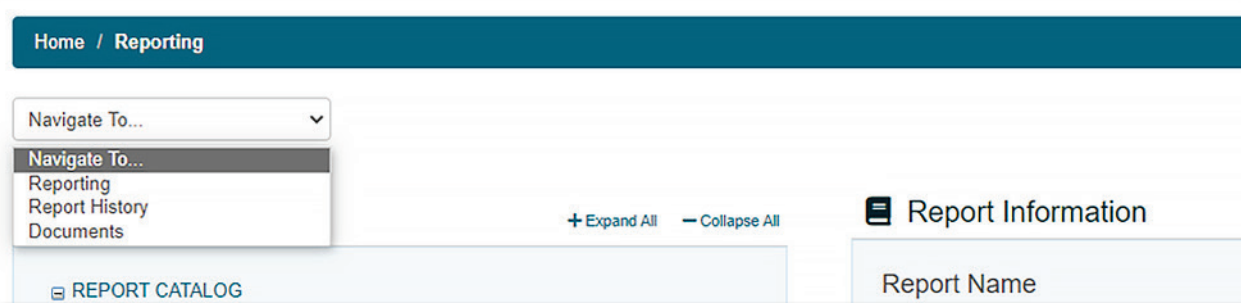 Home / Reporting
Navigate To...
Navigate To...
Reporting
Report History
Documents
+ Expand All − Collapse All
REPORT CATALOG
Report Information
Report Name